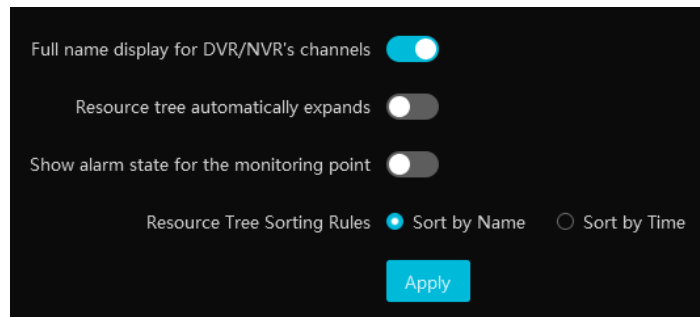 Full name display for DVR/NVR's channels
Resource tree automatically expands
Show alarm state for the monitoring point
Resource Tree Sorting Rules Sort by Name Sort by Time
Apply